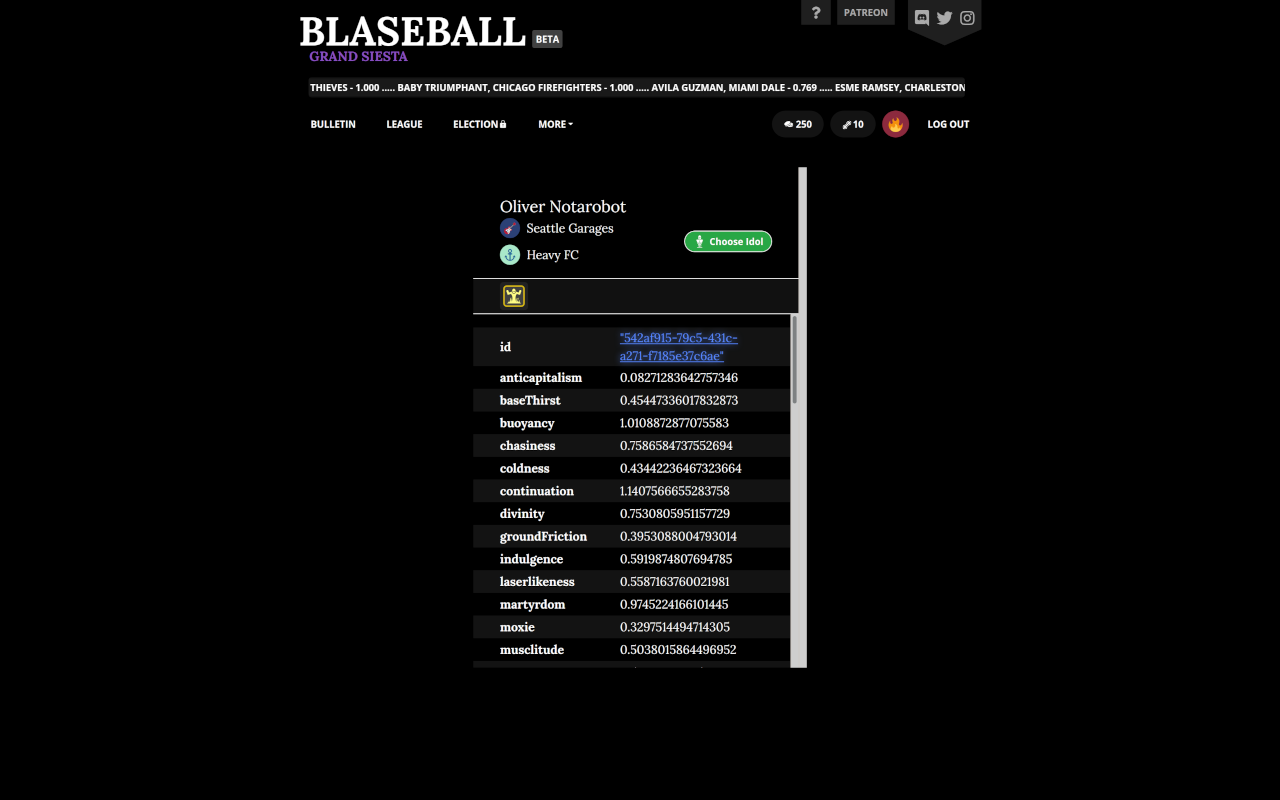 ? PATREON
BLASEBALL BETA
GRAND SIESTA
THIEVES - 1.000 ..... BABY TRIUMPHANT, CHICAGO FIREFIGHTERS - 1.000 ..... AVILA GUZMAN, MIAMI DALE - 0.769 ..... ESME RAMSEY, CHARLESTON
BULLETIN LEAGUE ELECTION MORE 250 10 LOG OUT
Oliver Notarobot
Seattle Garages
Choose Idol
Heavy FC
id "542af915-79c5-431c-
a271-f7185e37c6ae"
anticapitalism 0.08271283642757346
baseThirst 0.45447336017832873
buoyancy 1.0108872877075583
chasiness 0.7586584737552694
coldness 0.43442236467323664
continuation 1.1407566655283758
divinity 0.7530805951157729
groundFriction 0.3953088004793014
indulgence 0.5919874807694785
laserlikeness 0.5587163760021981
martyrdom 0.9745224166101445
moxie 0.3297514494714305
musclitude 0.5038015864496952